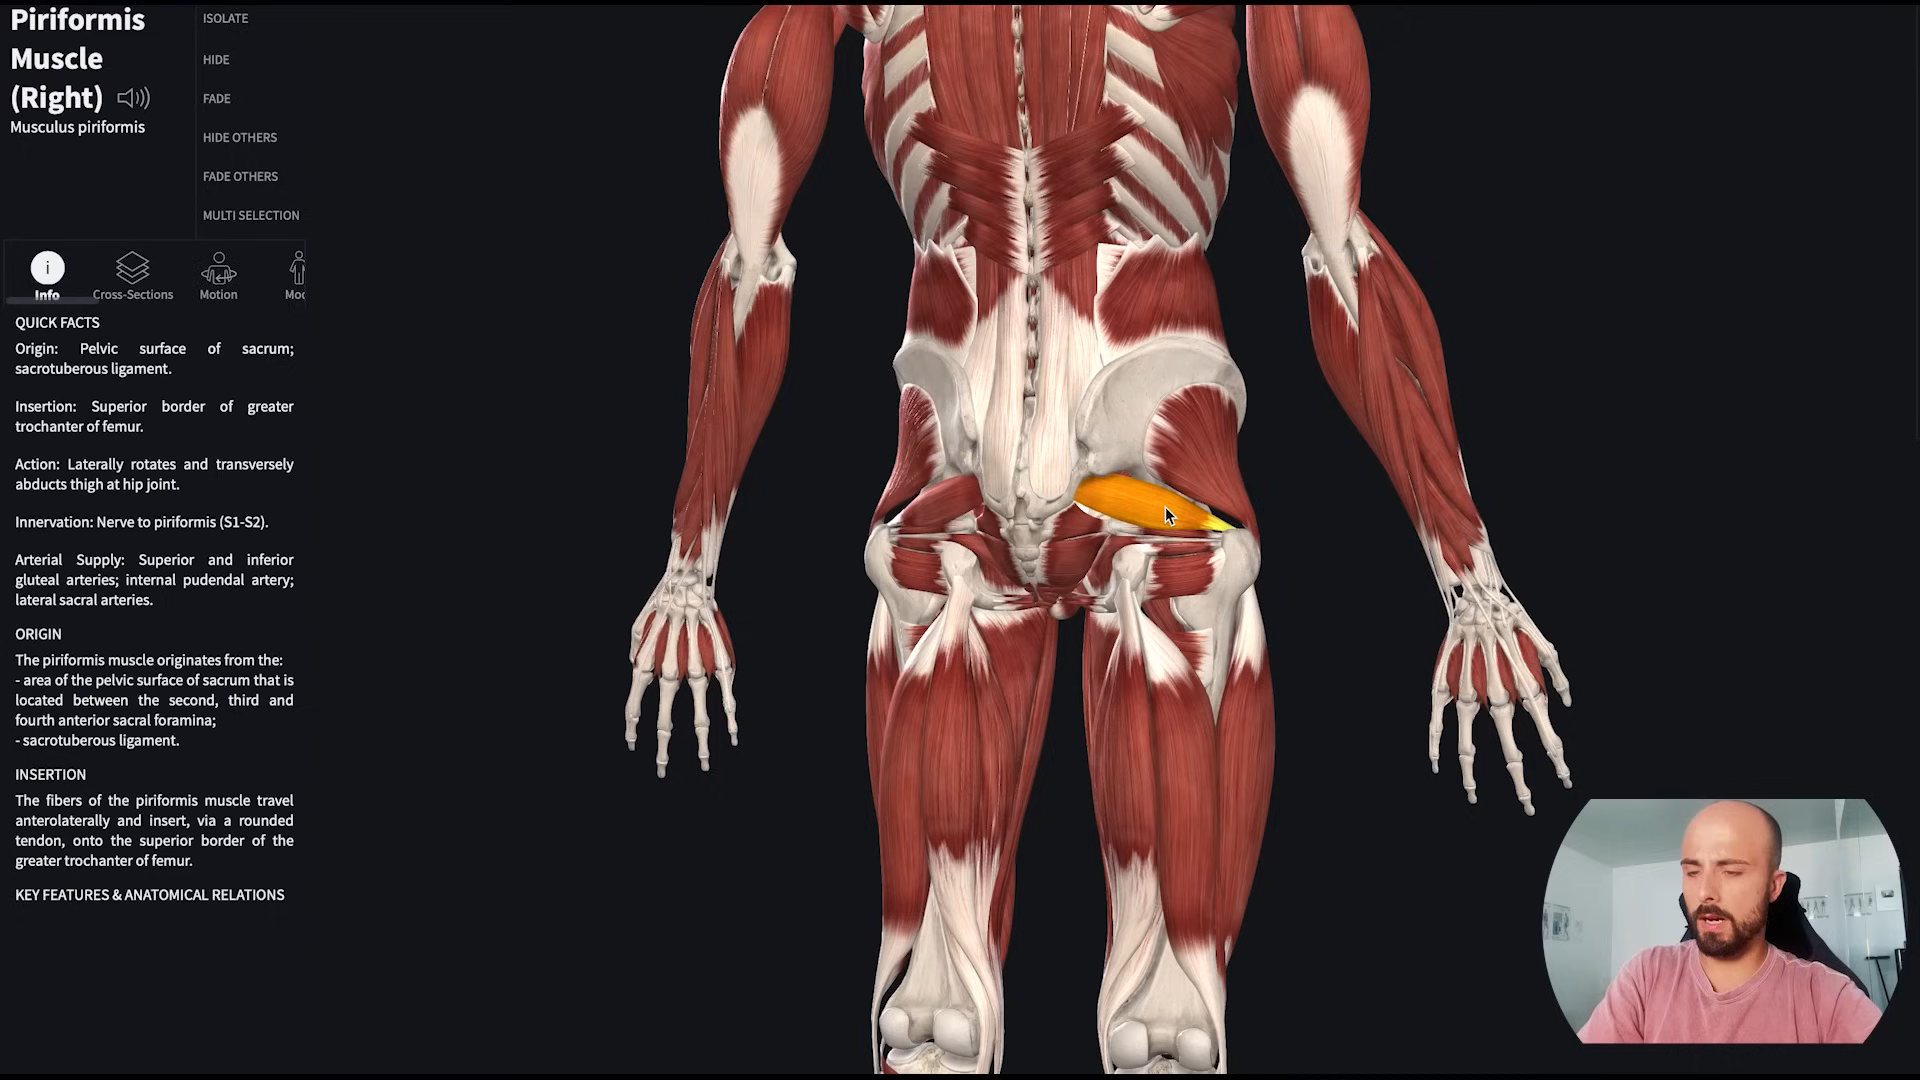 Piriformis
Muscle
(Right)
Musculus piriformis
ISOLATE
HIDE
FADE
HIDE OTHERS
FADE OTHERS
MULTI SELECTION
i
Info
Cross-Sections
Motion
Moc
QUICK FACTS
Origin: Pelvic surface of sacrum;
sacrotuberous ligament.
Insertion: Superior border of greater
trochanter of femur.
Action: Laterally rotates and transversely
abducts thigh at hip joint.
Innervation: Nerve to piriformis (S1-S2).
Arterial Supply: Superior and inferior
gluteal arteries; internal pudendal artery;
lateral sacral arteries.
ORIGIN
The piriformis muscle originates from the:
- area of the pelvic surface of sacrum that is
located between the second, third and
fourth anterior sacral foramina;
- sacrotuberous ligament.
INSERTION
The fibers of the piriformis muscle travel
anterolaterally and insert, via a rounded
tendon, onto the superior border of the
greater trochanter of femur.
KEY FEATURES & ANATOMICAL RELATIONS